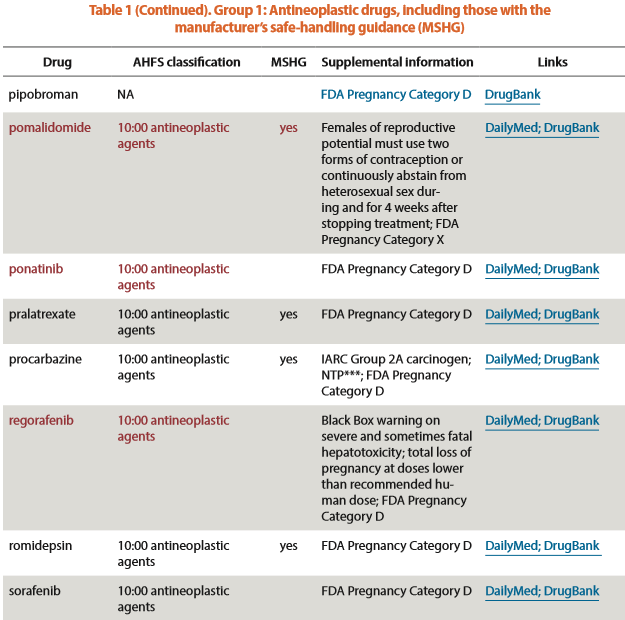 Table 1 (Continued). Group 1: Antineoplastic drugs, including those with the
manufacturer's safe-handling guidance (MSHG)
Drug AHFS classification MSHG Supplemental information Links
pipobroman NA FDA Pregnancy Category D DrugBank
pomalidomide 10:00 antineoplastic yes Females of reproductive DailyMed; DrugBank
agents potential must use two
forms of contraception or
continuously abstain from
heterosexual sex dur-
ing and for 4 weeks after
stopping treatment; FDA
Pregnancy Category X
ponatinib 10:00 antineoplastic FDA Pregnancy Category D DailyMed; DrugBank
agents
pralatrexate 10:00 antineoplastic yes FDA Pregnancy Category D DailyMed; DrugBank
agents
procarbazine 10:00 antineoplastic yes IARC Group 2A carcinogen; DailyMed; DrugBank
agents NTP***; FDA Pregnancy
Category D
regorafenib 10:00 antineoplastic Black Box warning on DailyMed; DrugBank
agents severe and sometimes fatal
hepatotoxicity; total loss of
pregnancy at doses lower
than recommended hu-
man dose; FDA Pregnancy
Category D
romidepsin 10:00 antineoplastic yes FDA Pregnancy Category D DailyMed; DrugBank
agents
sorafenib 10:00 antineoplastic FDA Pregnancy Category D DailyMed; DrugBank
agents